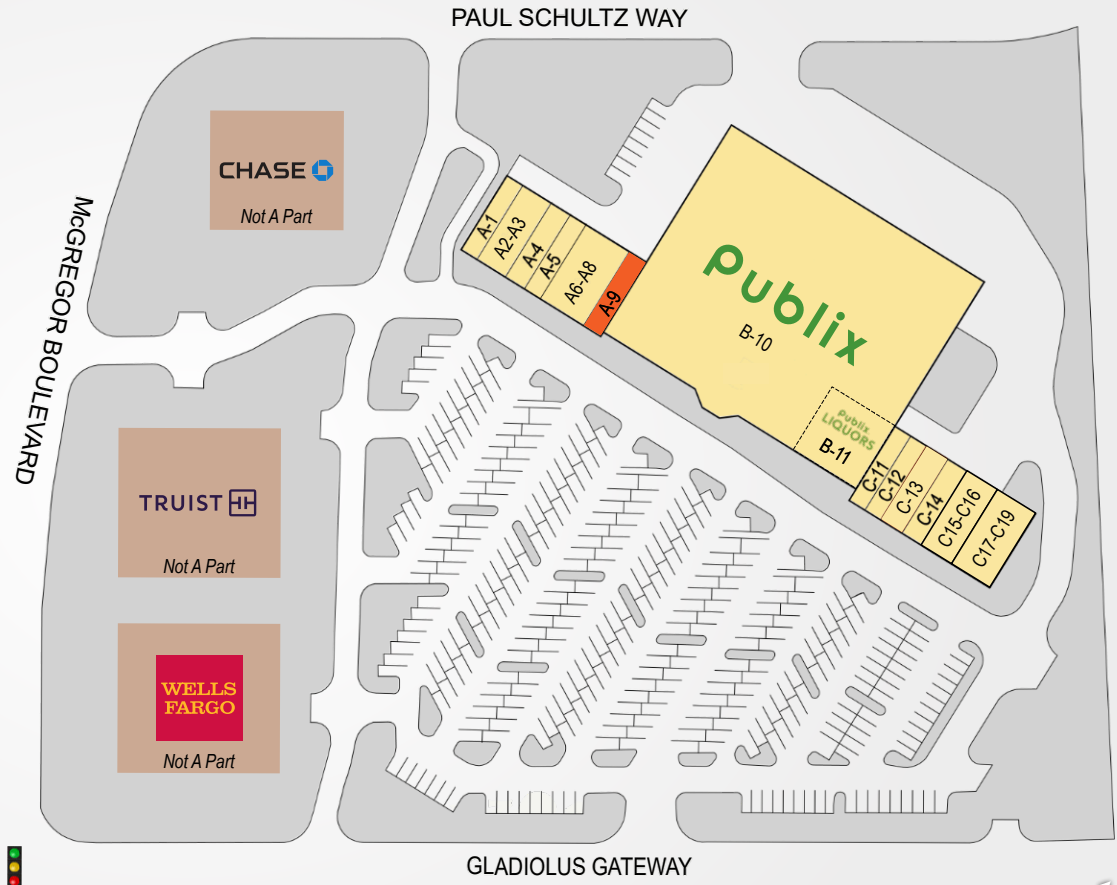 PAUL SCHULTZ WAY
CHASE
Not A Part
McGREGOR BOULEVARD
A-1
A2-A3
A-4
A-5
A6-A8
A-9
Publix
B-10
Publix
LIQUORS
B-11
C-11
C-12
C-13
C-14
C15-C16
C17-C19
TRUIST
Not A Part
WELLS
FARGO
Not A Part
GLADIOLUS GATEWAY